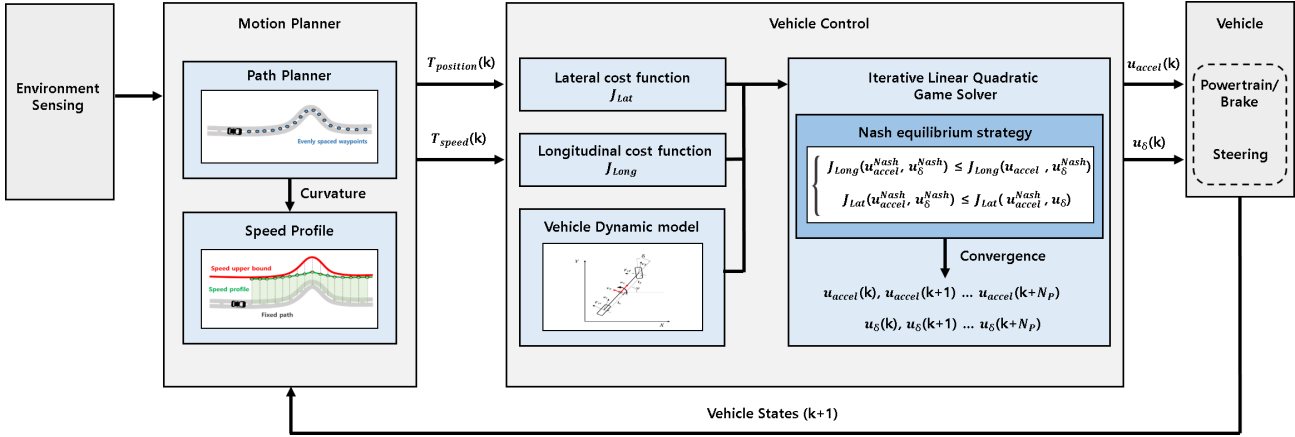 Environment
Sensing
Motion Planner
Path Planner
Evenly spaced waypoints
Curvature
Speed Profile
Speed upper bound
Speed profile
Fixed path
T_position(k)
T_speed(k)
Vehicle Control
Lateral cost function
J_Lat
Longitudinal cost function
J_Long
Vehicle Dynamic model
Y
X
Iterative Linear Quadratic
Game Solver
Nash equilibrium strategy
J_Long(u_accel^Nash, u_δ^Nash) ≤ J_Long(u_accel , u_δ^Nash)
J_Lat(u_accel^Nash, u_δ^Nash) ≤ J_Lat( u_accel^Nash , u_δ)
Convergence
u_accel(k), u_accel(k+1) ... u_accel(k+N_P)
u_δ(k), u_δ(k+1) ... u_δ(k+N_P)
u_accel(k)
u_δ(k)
Vehicle
Powertrain/
Brake
Steering
Vehicle States (k+1)